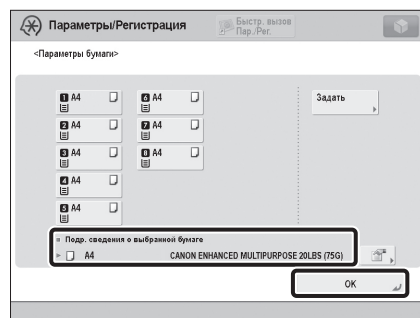 Параметры/Регистрация
Быстр. вызов
Пар./Рег.
<Параметры бумаги>
1 A4
6 A4
Задать
2 A4
7 A4
3 A4
8 A4
4 A4
5 A4
Подр. сведения о выбранной бумаге
A4 CANON ENHANCED MULTIPURPOSE 20LBS (75G)
OK